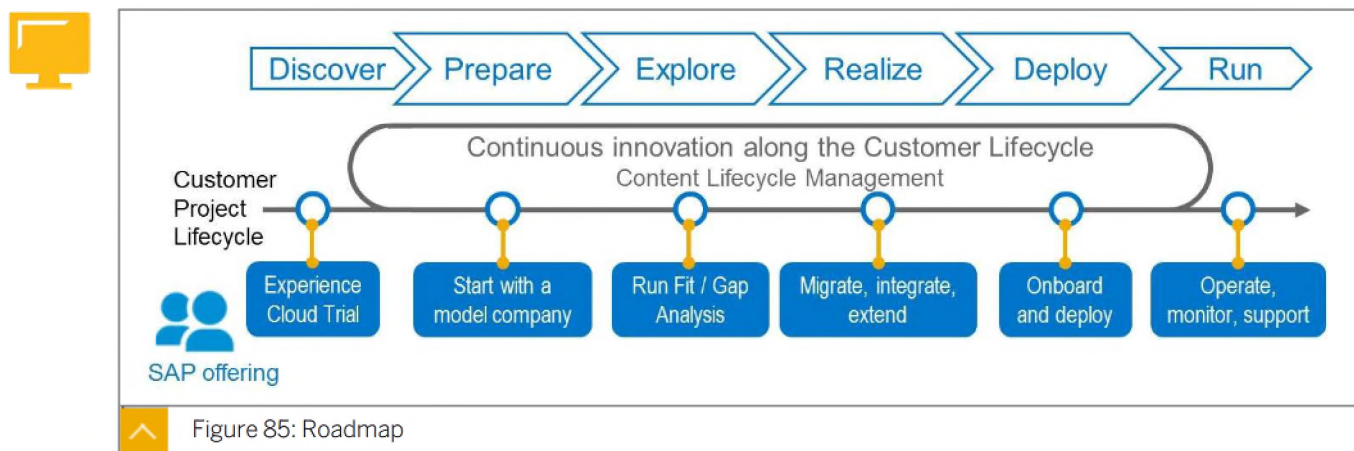 Discover
Prepare
Explore
Realize
Deploy
Run
Continuous innovation along the Customer Lifecycle
Content Lifecycle Management
Customer
Project
Lifecycle
Experience
Cloud Trial
Start with a
model company
Run Fit / Gap
Analysis
Migrate, integrate,
extend
Onboard
and deploy
Operate,
monitor, support
SAP offering
Figure 85: Roadmap